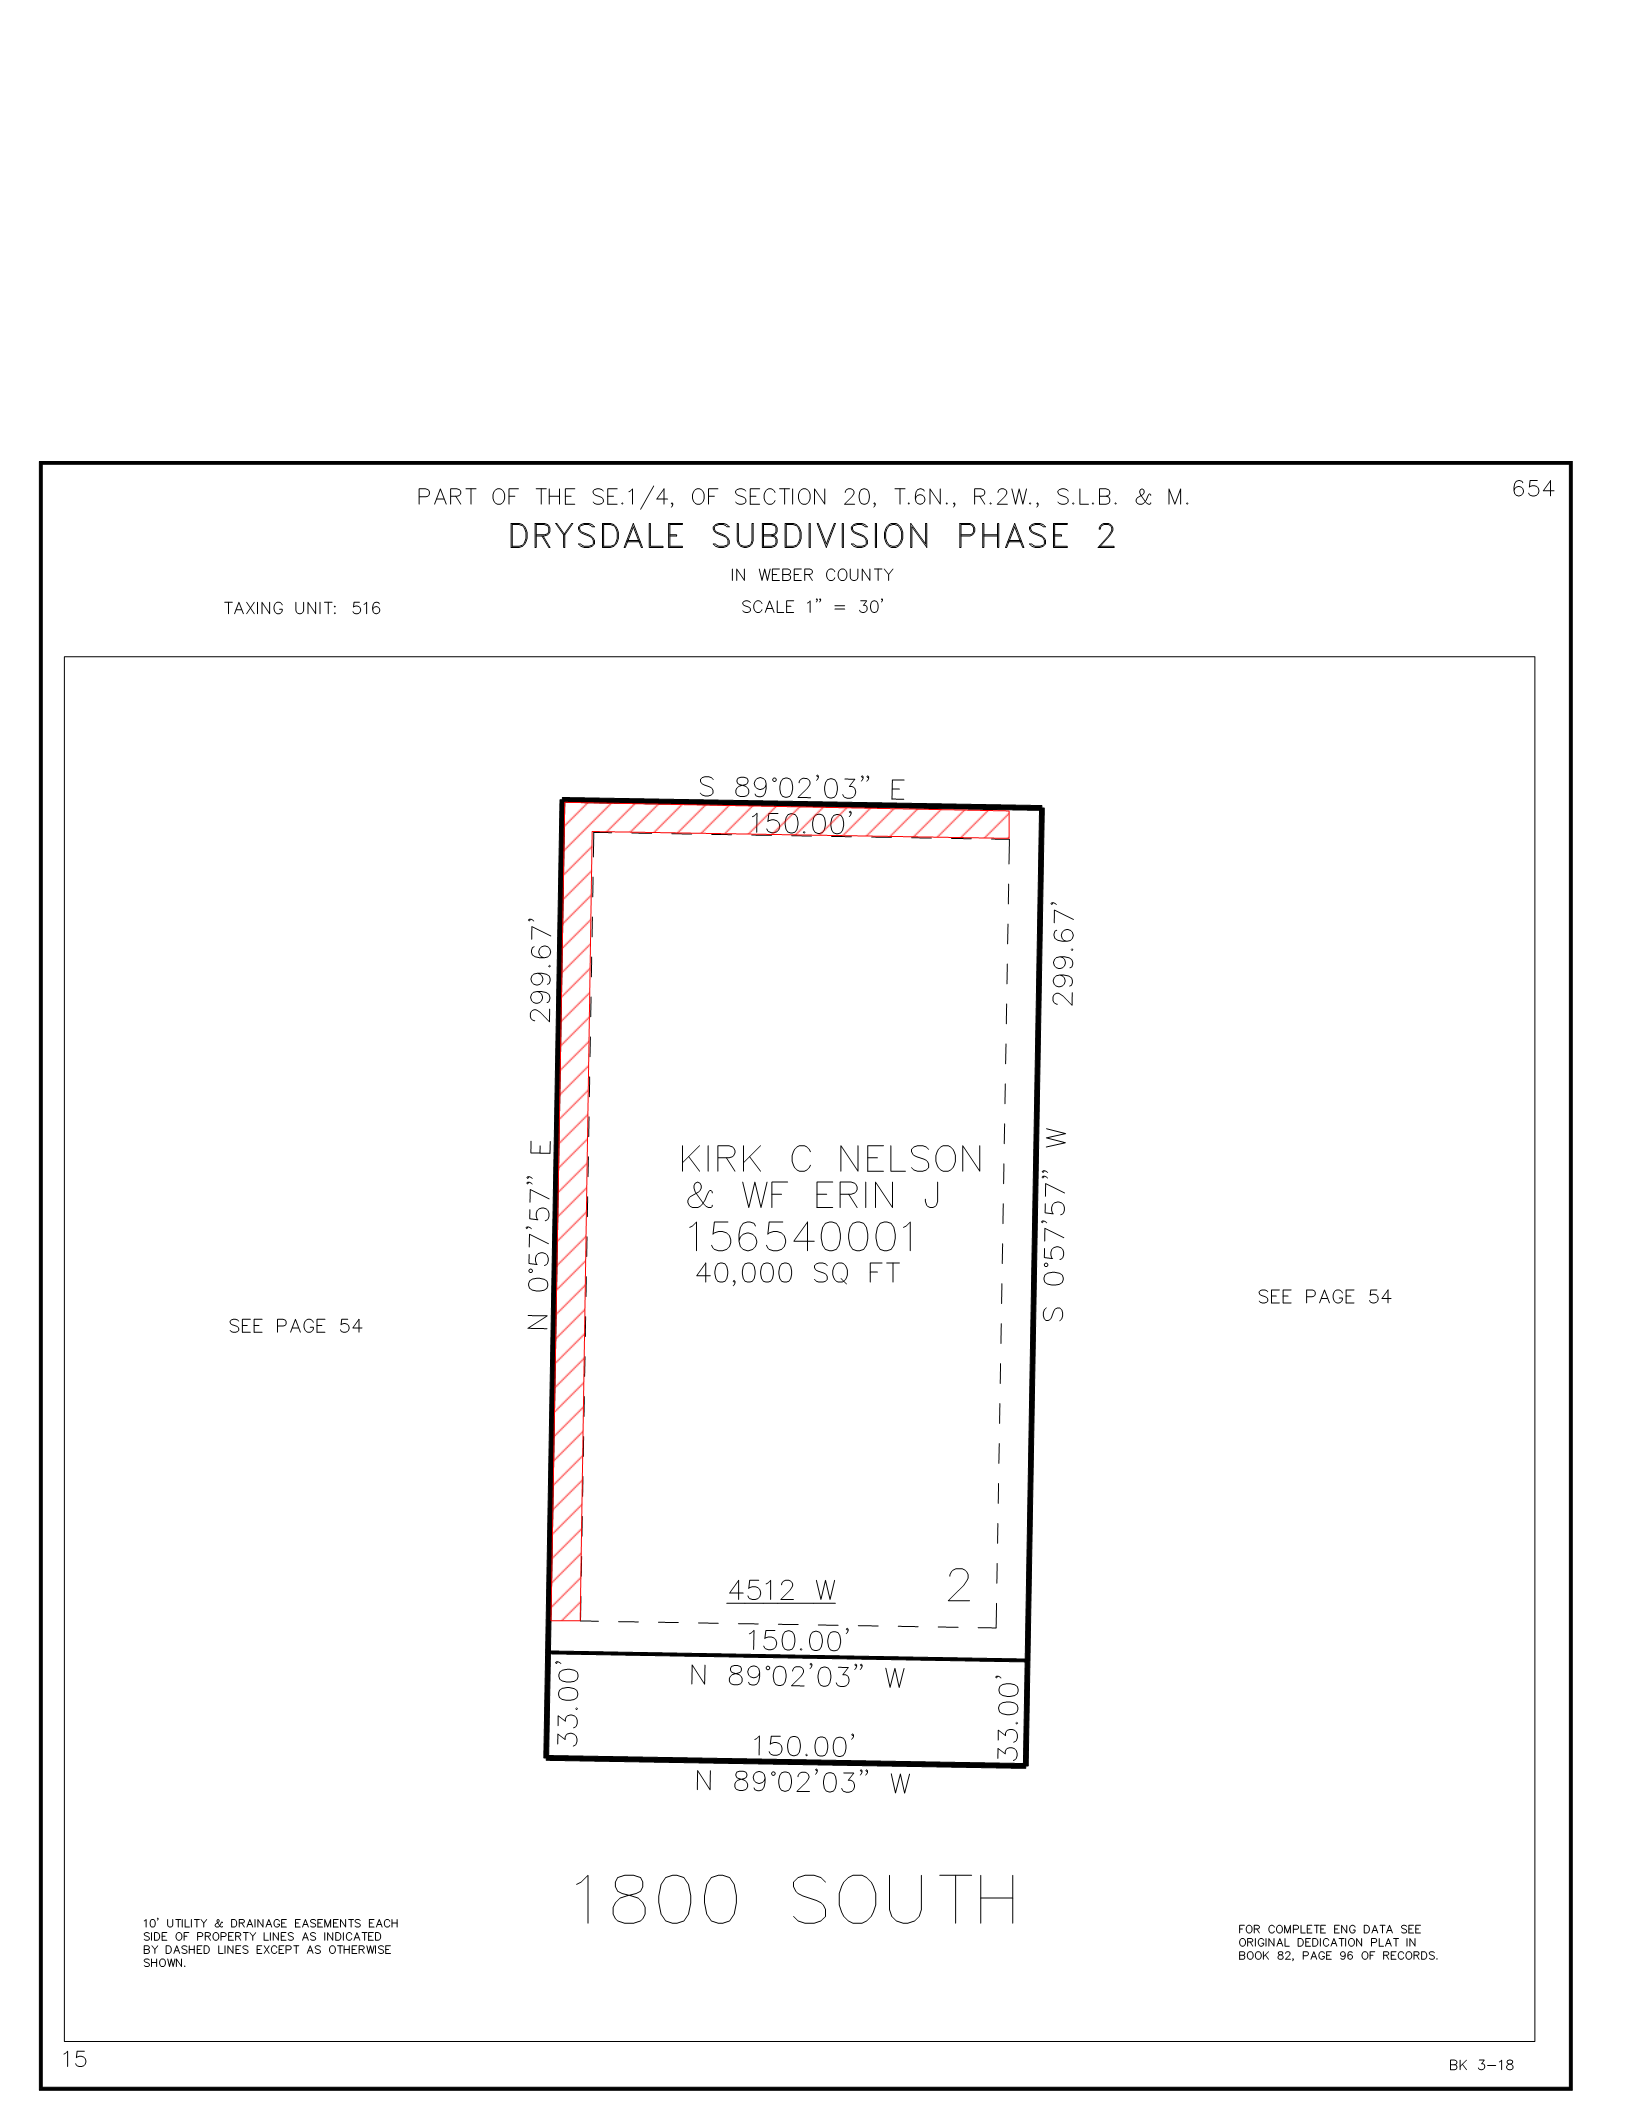 PART OF THE SE.1/4, OF SECTION 20, T.6N., R.2W., S.L.B. & M.
654
DRYSDALE SUBDIVISION PHASE 2
IN WEBER COUNTY
TAXING UNIT: 516
SCALE 1" = 30'
S 89°02'03" E
150.00'
299.67'
299.67'
N 0°57'57" E
S 0°57'57" W
KIRK C NELSON
& WF ERIN J
156540001
40,000 SQ FT
SEE PAGE 54
SEE PAGE 54
4512 W
2
150.00'
N 89°02'03" W
33.00'
33.00'
150.00'
N 89°02'03" W
1800 SOUTH
10' UTILITY & DRAINAGE EASEMENTS EACH
SIDE OF PROPERTY LINES AS INDICATED
BY DASHED LINES EXCEPT AS OTHERWISE
SHOWN.
FOR COMPLETE ENG DATA SEE
ORIGINAL DEDICATION PLAT IN
BOOK 82, PAGE 96 OF RECORDS.
15
BK 3-18